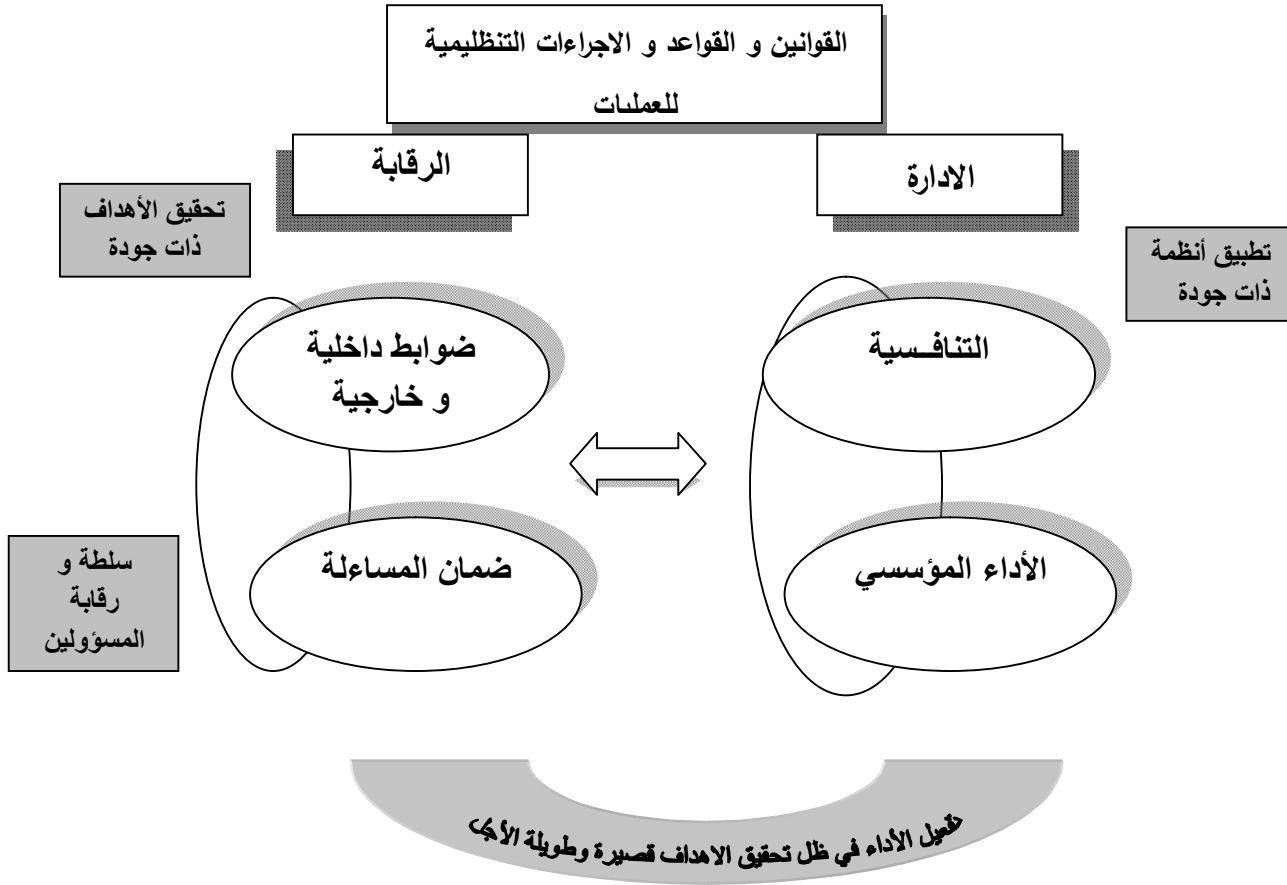 القوانين و القواعد و الاجراءات التنظليمية
للعمليات
الرقابة
الادارة
تحقيق الأهداف
ذات جودة
تطبيق أنظمة
ذات جودة
ضوابط داخلية
و خارجية
التنافــسية
ضمان المساءلة
الأداء المؤسسي
سلطة و
رقابة
المسؤولين
تفعيل الأداء في ظل تحقيق الاهداف قصيرة وطويلة الأجل